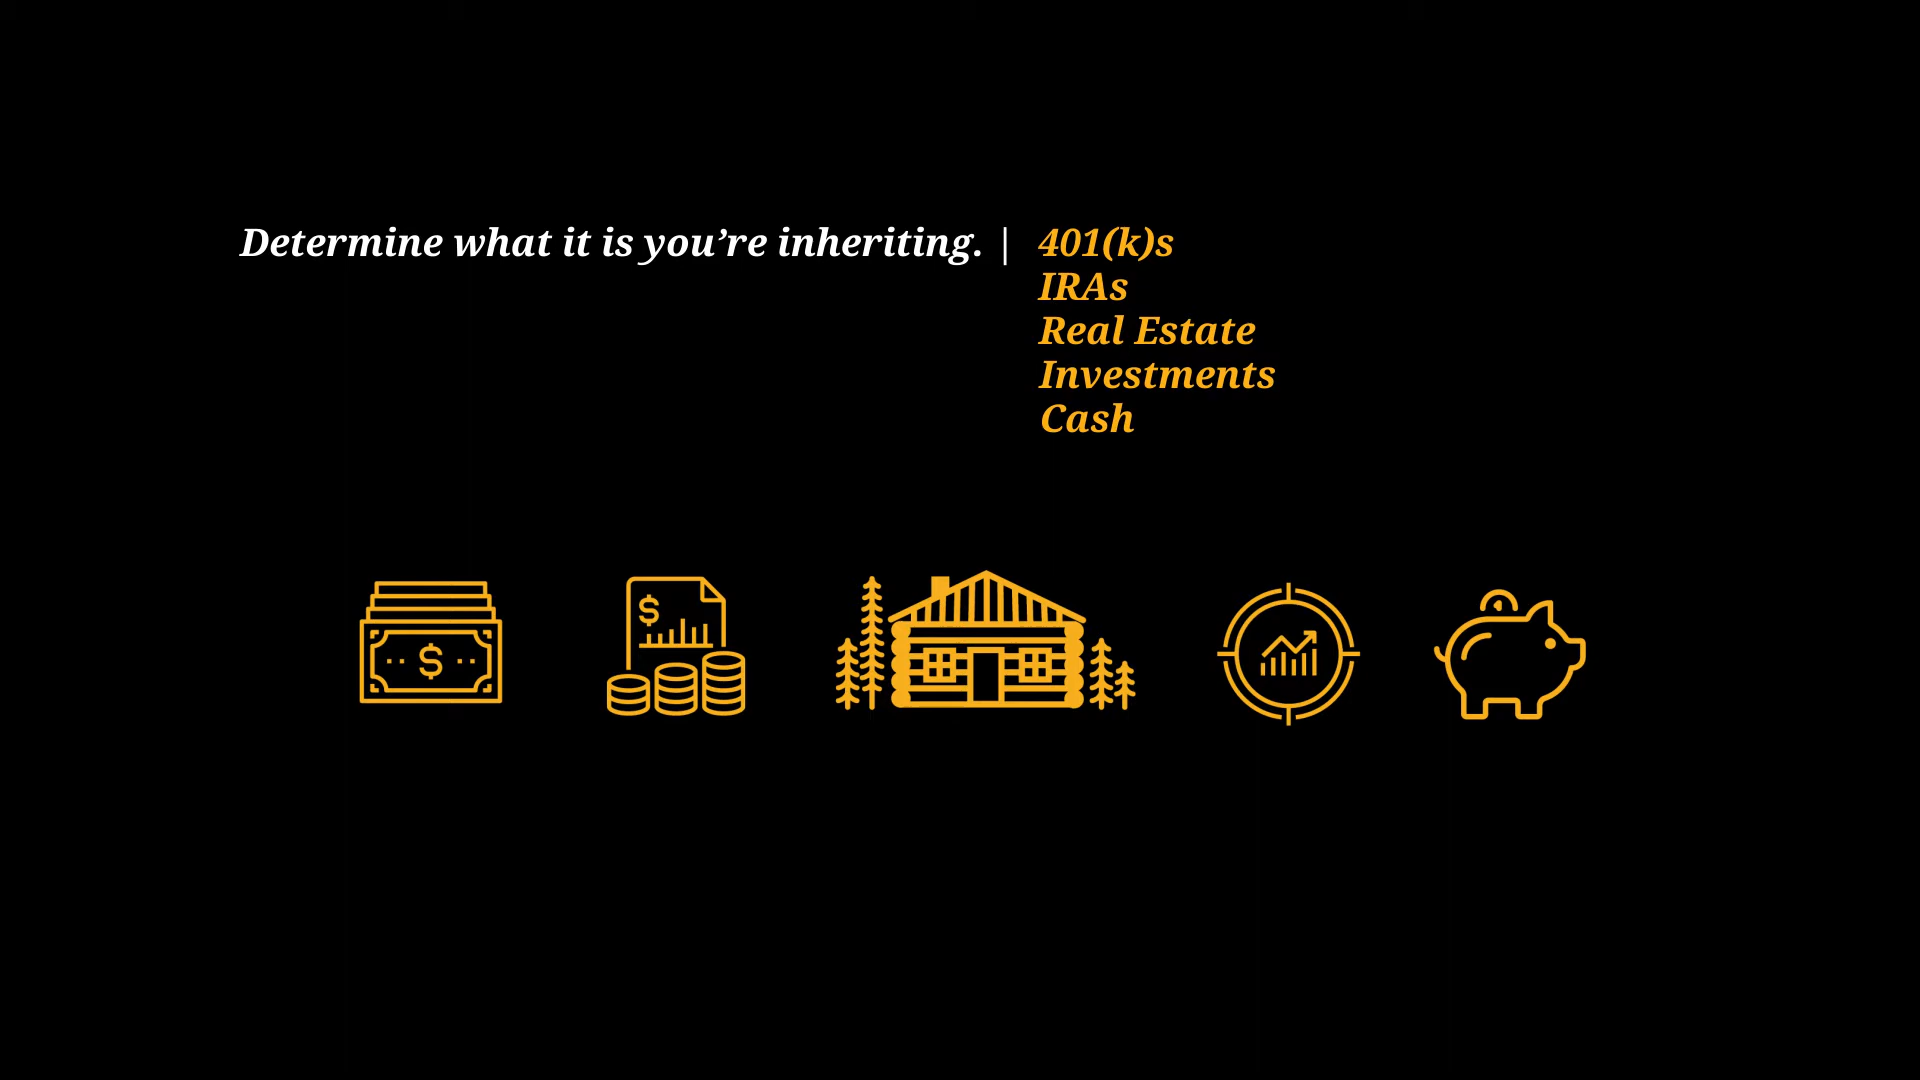 Determine what it is you’re inheriting. | 401(k)s
IRAs
Real Estate
Investments
Cash
$
$